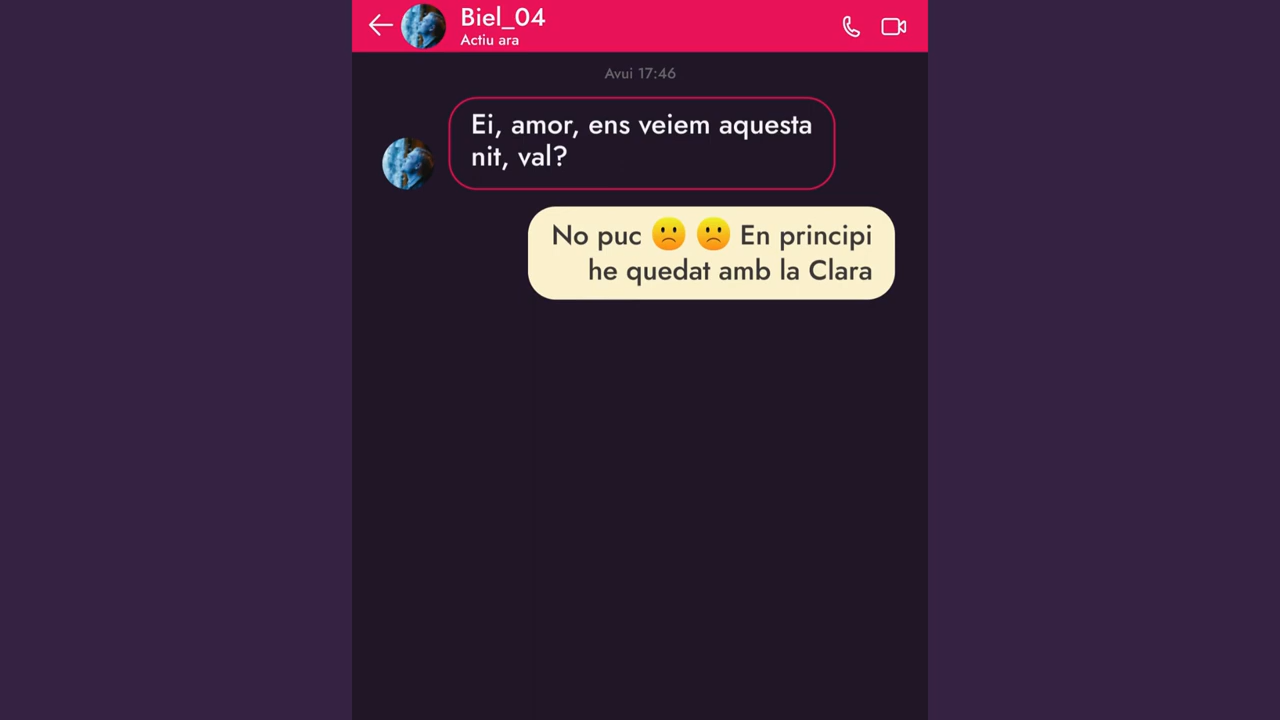 Biel_04
Actiu ara
Avui 17:46
Ei, amor, ens veiem aquesta
nit, val?
No puc 🙁 🙁 En principi
he quedat amb la Clara